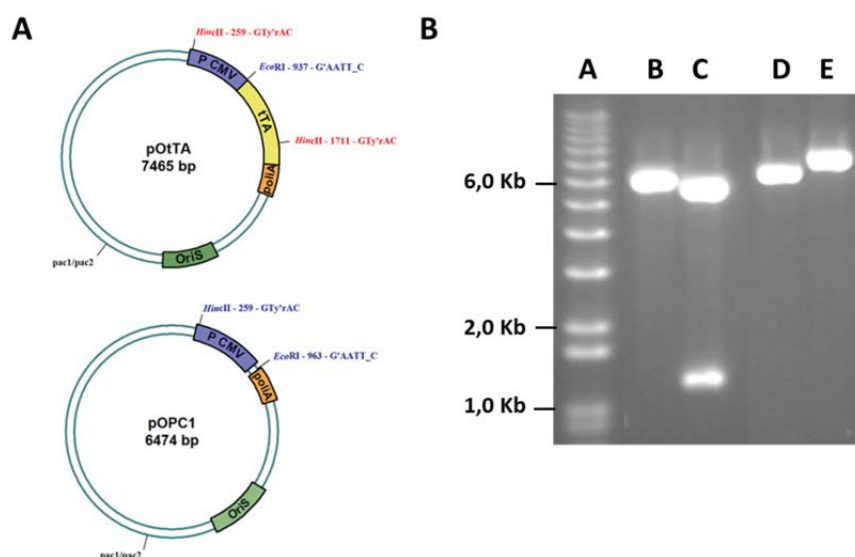 A
HincII - 259 - GTy'rAC
P CMV
EcoRI - 937 - G'AATT_C
tTA
pOtTA
7465 bp
HincII - 1711 - GTy'rAC
poliA
OriS
pac1/pac2
HincII - 259 - GTy'rAC
P CMV
EcoRI - 963 - G'AATT_C
poliA
pOPC1
6474 bp
OriS
pac1/pac2
B
A B C D E
6,0 Kb
2,0 Kb
1,0 Kb